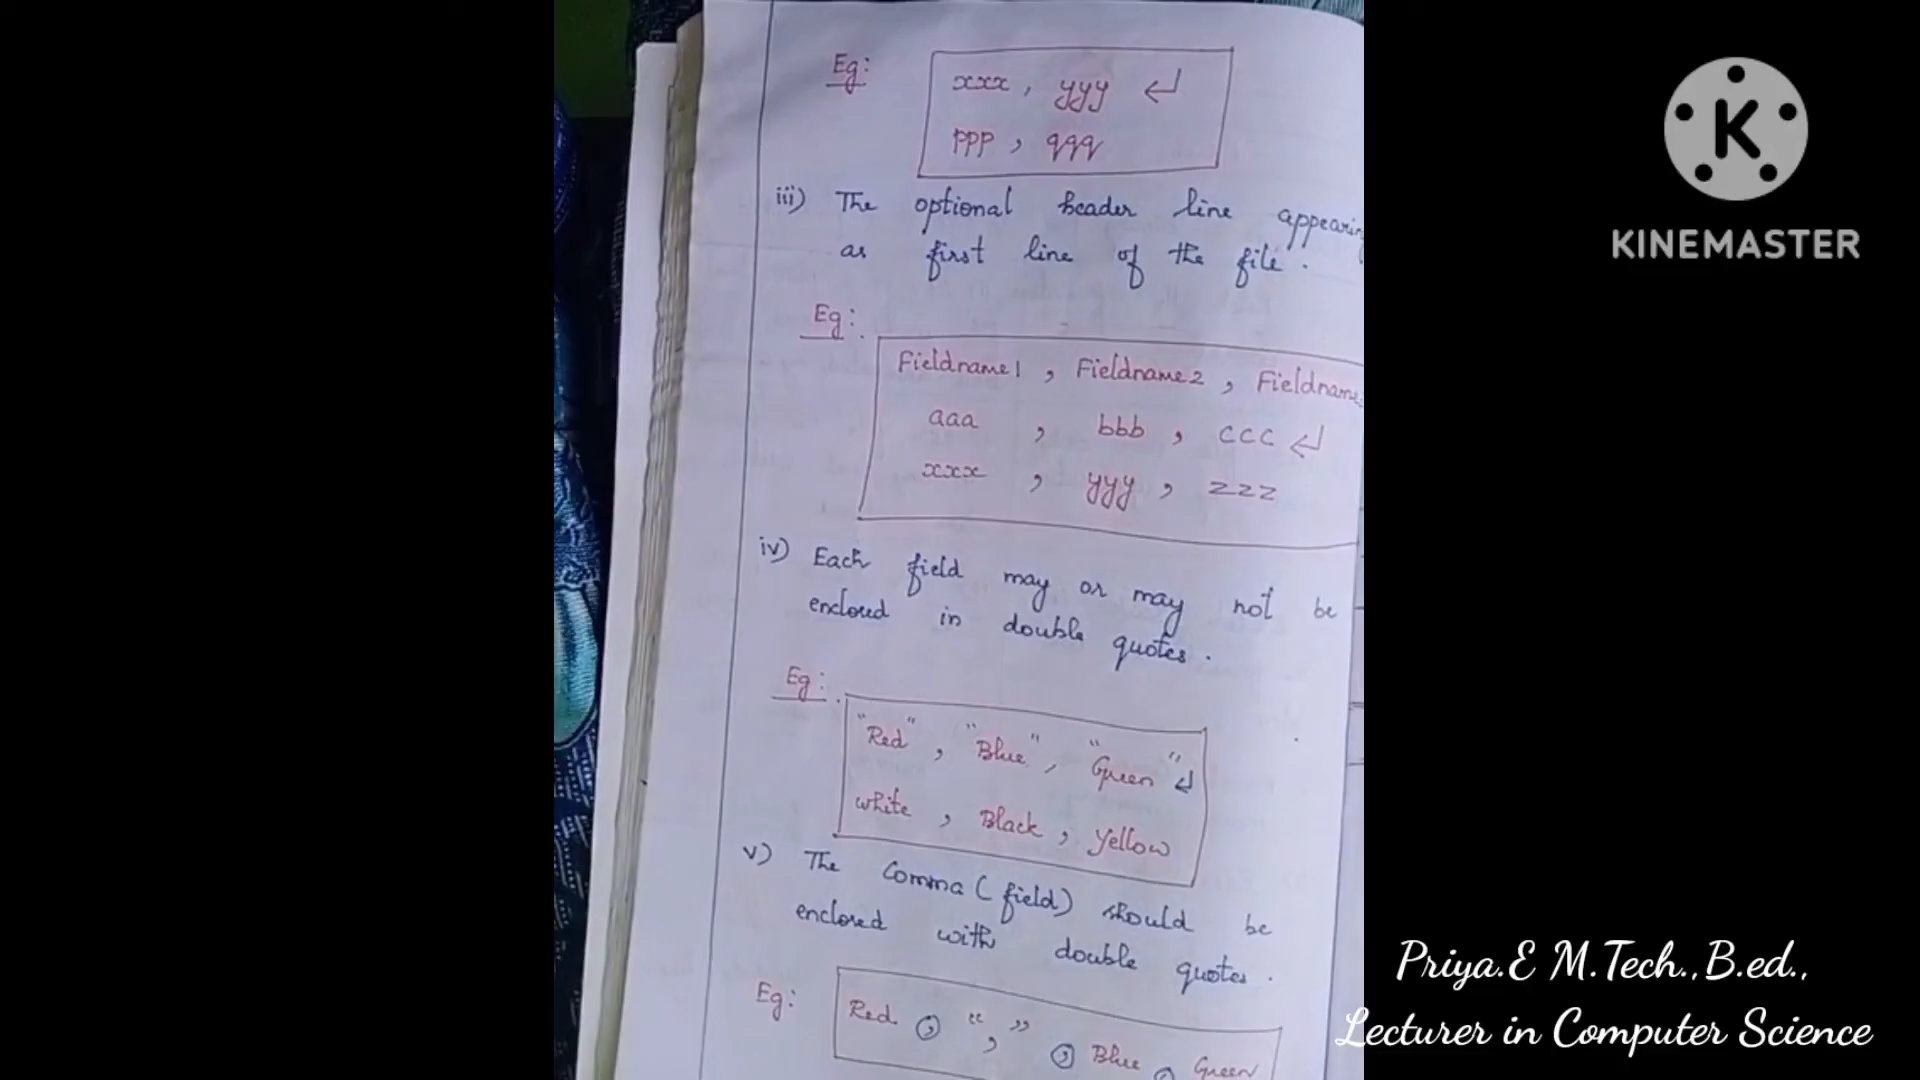 Eg:
xxx, yyy ↵
ppp, qqq
iii) The optional header line appearin
as first line of the file.
Eg:
Fieldname1, Fieldname2, Fieldname
aaa, bbb, ccc ↵
xxx, yyy, zzz
iv) Each field may or may not be
enclosed in double quotes.
Eg:
"Red", "Blue", "Green" ↵
white, Black, yellow
v) The Comma (field) should be
enclosed with double quotes.
Eg:
Red , "," , Blue , Green
K
KINEMASTER
Priya.E M.Tech.,B.ed.,
Lecturer in Computer Science